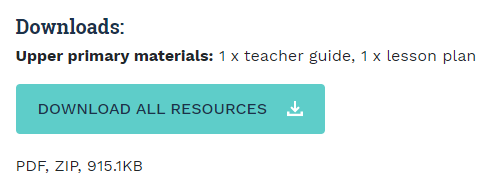 Downloads:
Upper primary materials: 1 x teacher guide, 1 x lesson plan
DOWNLOAD ALL RESOURCES
PDF, ZIP, 915.1KB